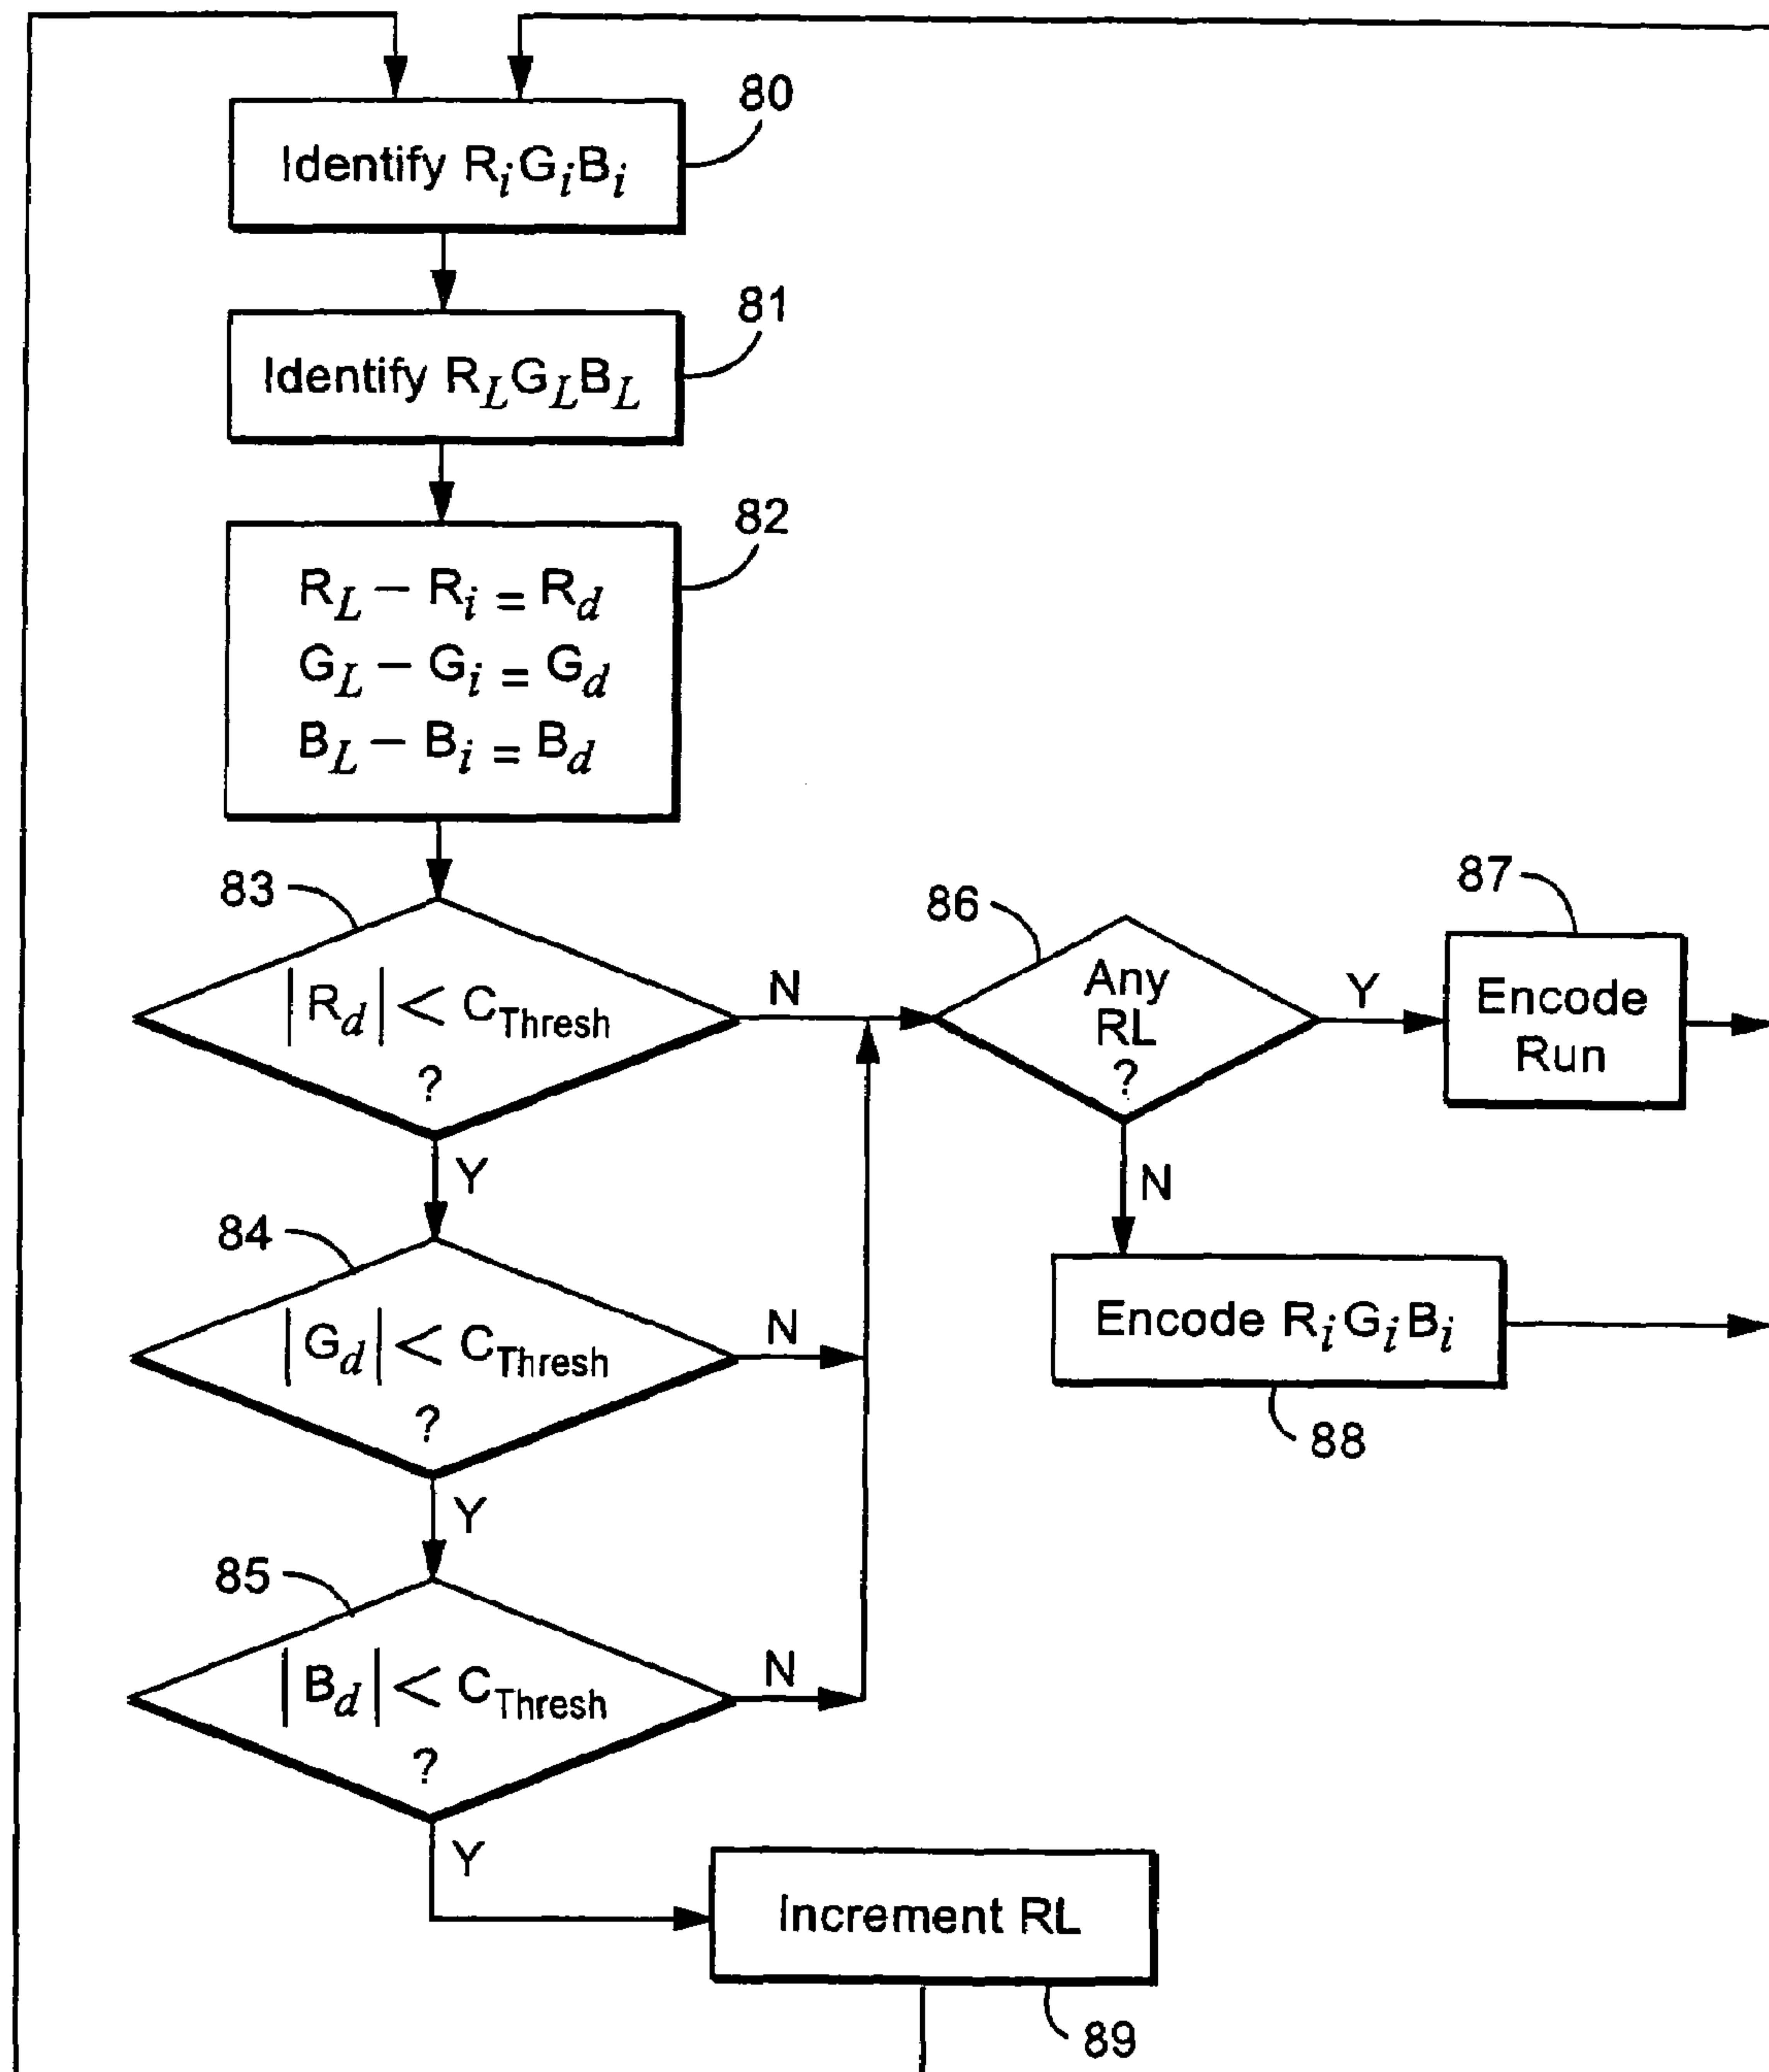 80
Identify RiGiBi
81
Identify RLGLBL
82
RL − Ri = Rd
GL − Gi = Gd
BL − Bi = Bd
83
|Rd| < CThresh
?
N
Y
86
Any
RL
?
Y
N
87
Encode
Run
84
|Gd| < CThresh
?
N
Y
Encode RiGiBi
88
85
|Bd| < CThresh
?
N
Y
Increment RL
89